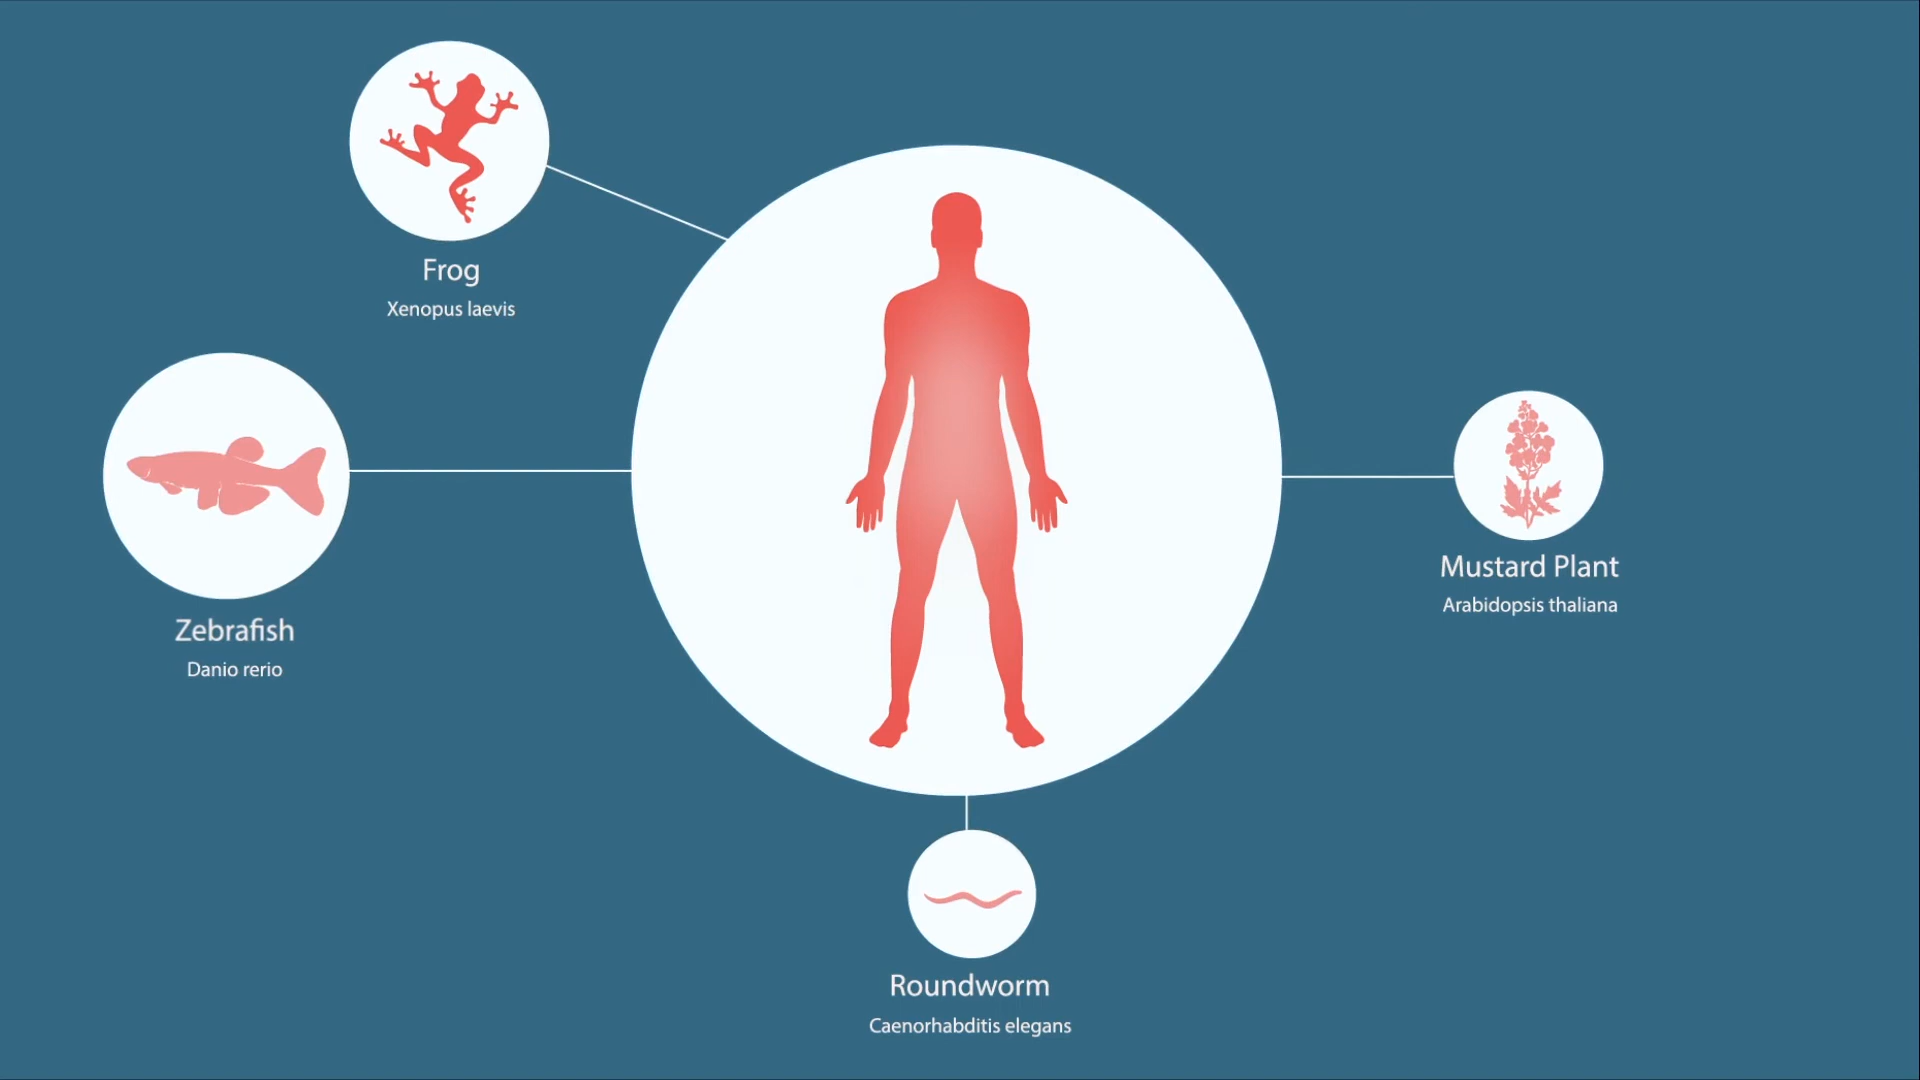 Frog
Xenopus laevis
Zebrafish
Danio rerio
Mustard Plant
Arabidopsis thaliana
Roundworm
Caenorhabditis elegans